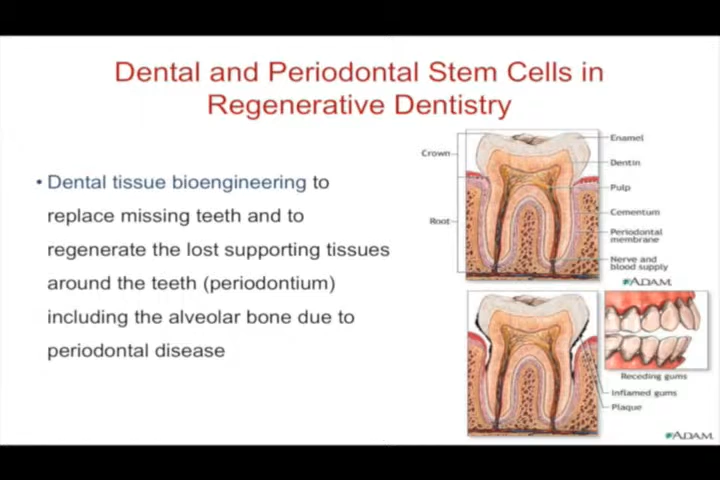 Dental and Periodontal Stem Cells in
Regenerative Dentistry
• Dental tissue bioengineering to
replace missing teeth and to
regenerate the lost supporting tissues
around the teeth (periodontium)
including the alveolar bone due to
periodontal disease
Crown
Root
Enamel
Dentin
Pulp
Cementum
Periodontal
membrane
Nerve and
blood supply
ADAM.
Receding gums
Inflamed gums
Plaque
ADAM.